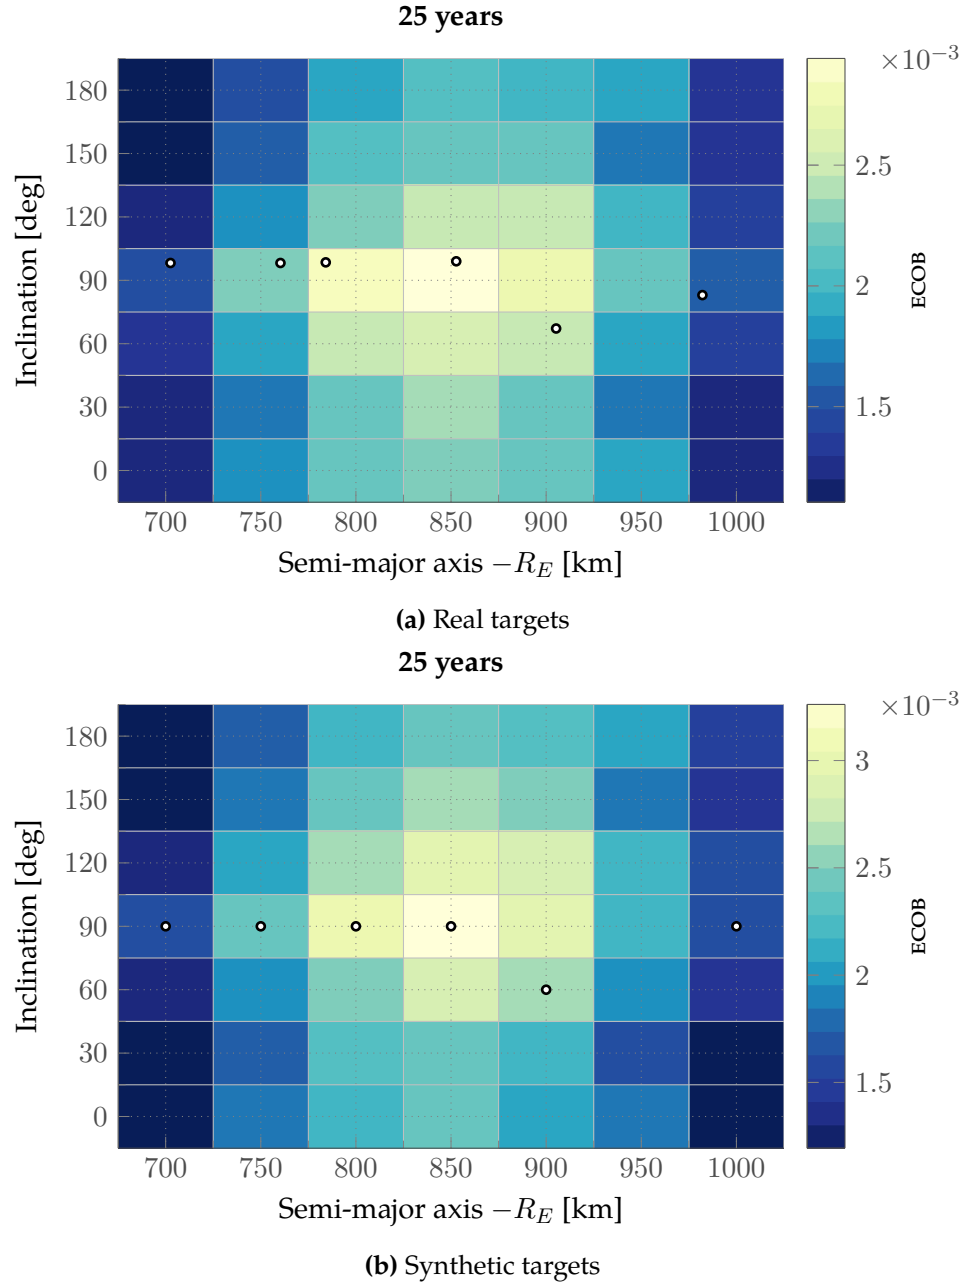 25 years
×10⁻³
180
150
120
90
60
30
0
Inclination [deg]
2.5
2
1.5
ECOB
700 750 800 850 900 950 1000
Semi-major axis −R_E [km]
(a) Real targets
25 years
×10⁻³
180
150
120
90
60
30
0
Inclination [deg]
3
2.5
2
1.5
ECOB
700 750 800 850 900 950 1000
Semi-major axis −R_E [km]
(b) Synthetic targets